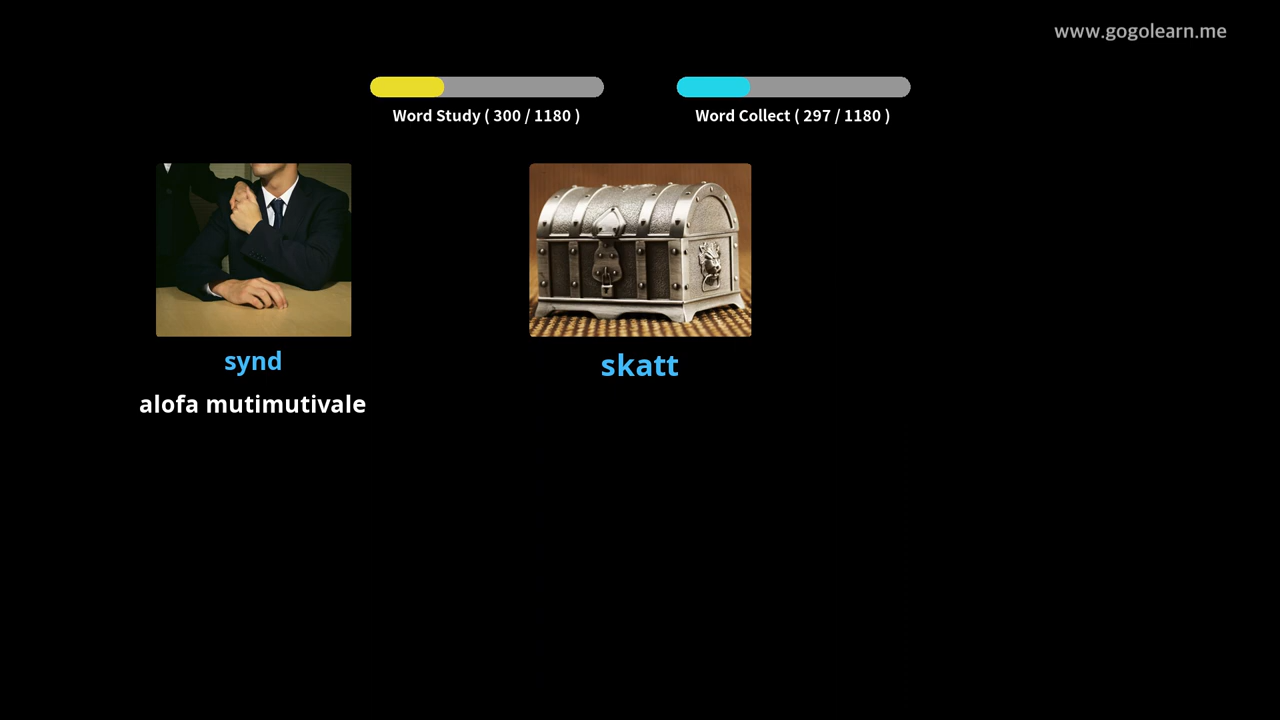 www.gogolearn.me
Word Study ( 300 / 1180 )
Word Collect ( 297 / 1180 )
synd
skatt
alofa mutimutivale